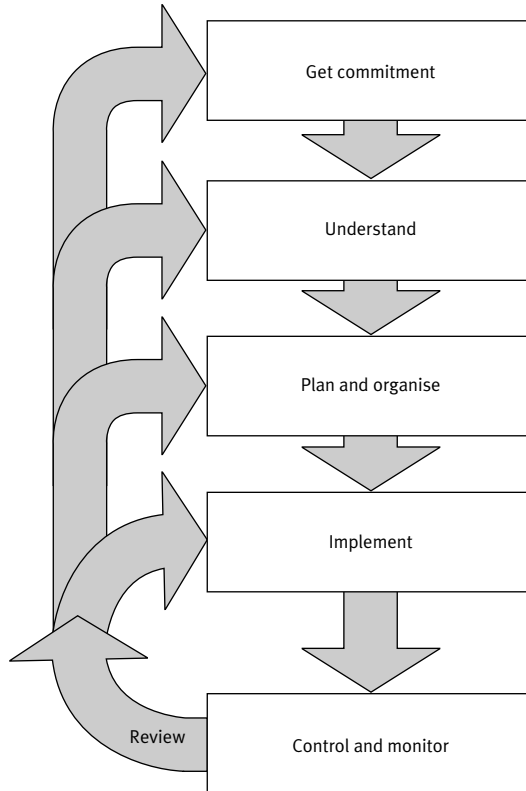 Get commitment
Understand
Plan and organise
Implement
Review
Control and monitor